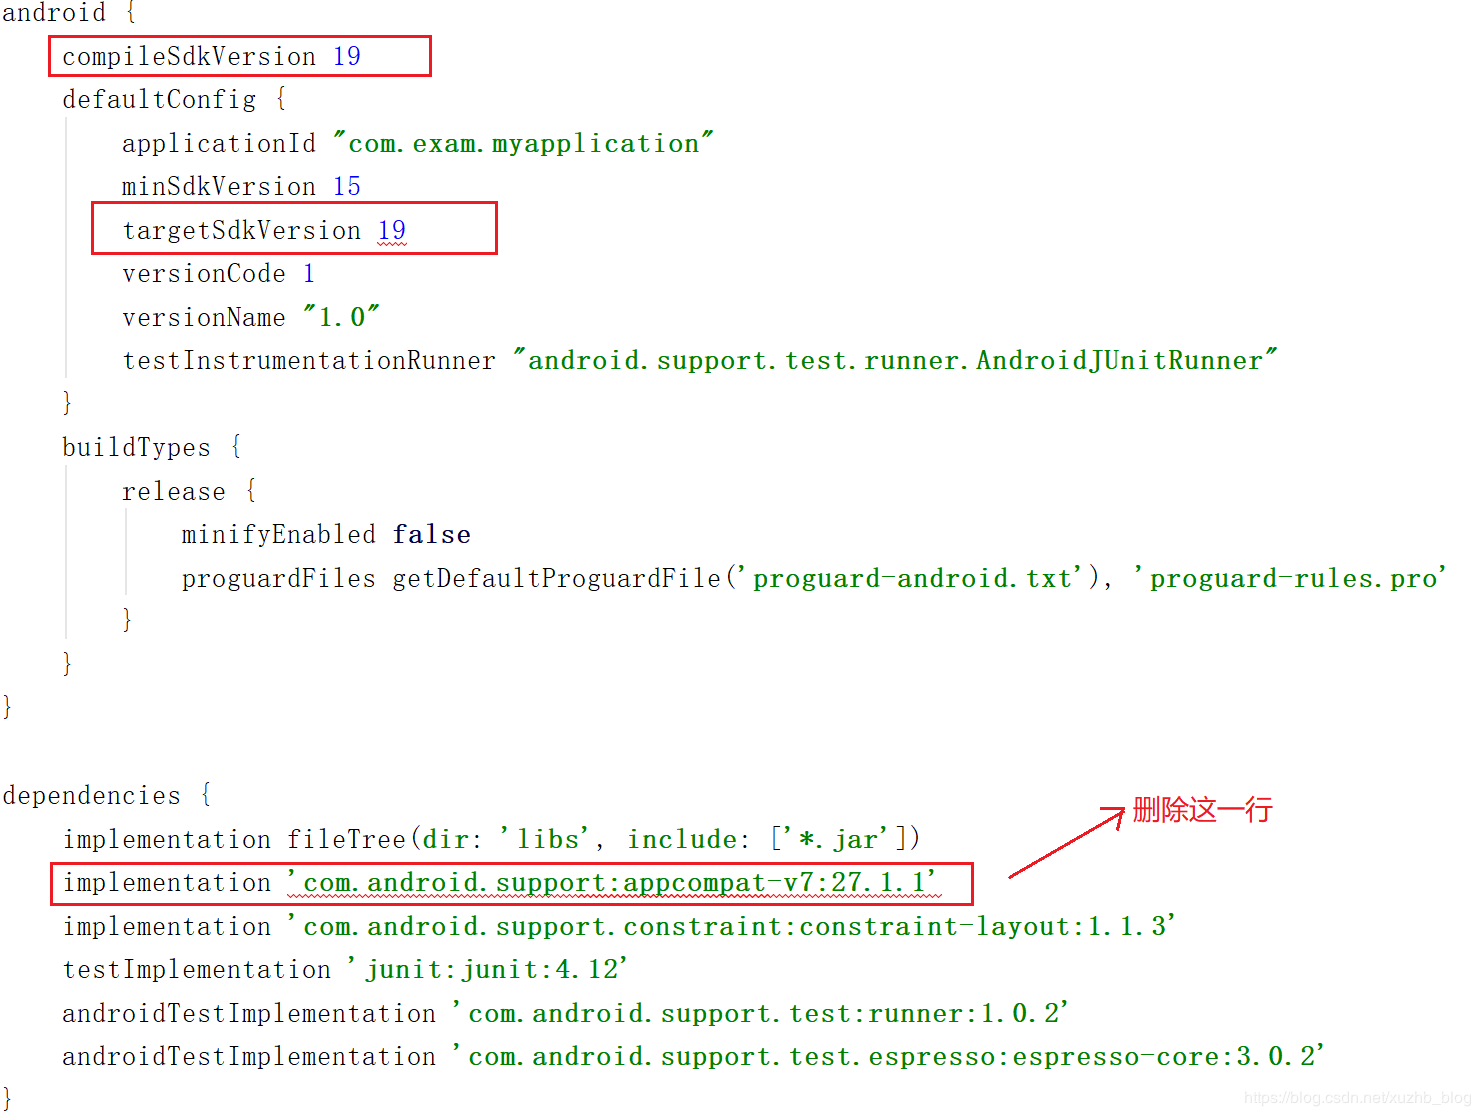 android {
    compileSdkVersion 19
    defaultConfig {
        applicationId "com.exam.myapplication"
        minSdkVersion 15
        targetSdkVersion 19
        versionCode 1
        versionName "1.0"
        testInstrumentationRunner "android.support.test.runner.AndroidJUnitRunner"
    }
    buildTypes {
        release {
            minifyEnabled false
            proguardFiles getDefaultProguardFile('proguard-android.txt'), 'proguard-rules.pro'
        }
    }
}
dependencies {
删除这一行
    implementation fileTree(dir: 'libs', include: ['*.jar'])
    implementation 'com.android.support:appcompat-v7:27.1.1'
    implementation 'com.android.support.constraint:constraint-layout:1.1.3'
    testImplementation 'junit:junit:4.12'
    androidTestImplementation 'com.android.support.test:runner:1.0.2'
    androidTestImplementation 'com.android.support.test.espresso:espresso-core:3.0.2'
}
https://blog.csdn.net/xuzhb_blog